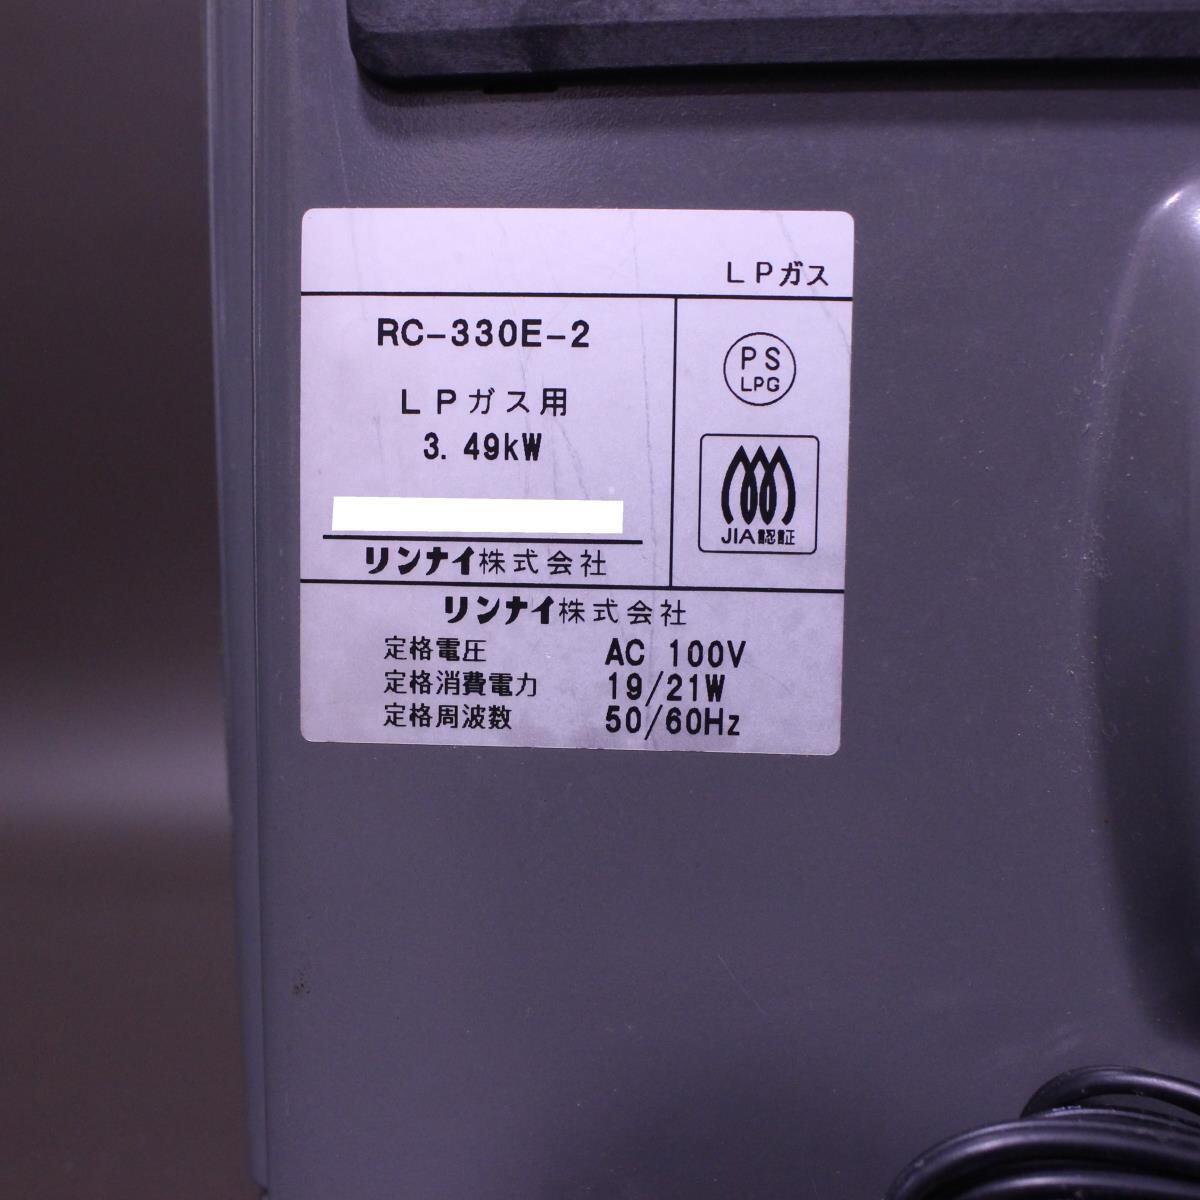 LPガス
RC-330E-2
LPガス用
3.49kW
リンナイ株式会社
PS
LPG
JIA認証
リンナイ株式会社
定格電圧 AC 100V
定格消費電力 19/21W
定格周波数 50/60Hz